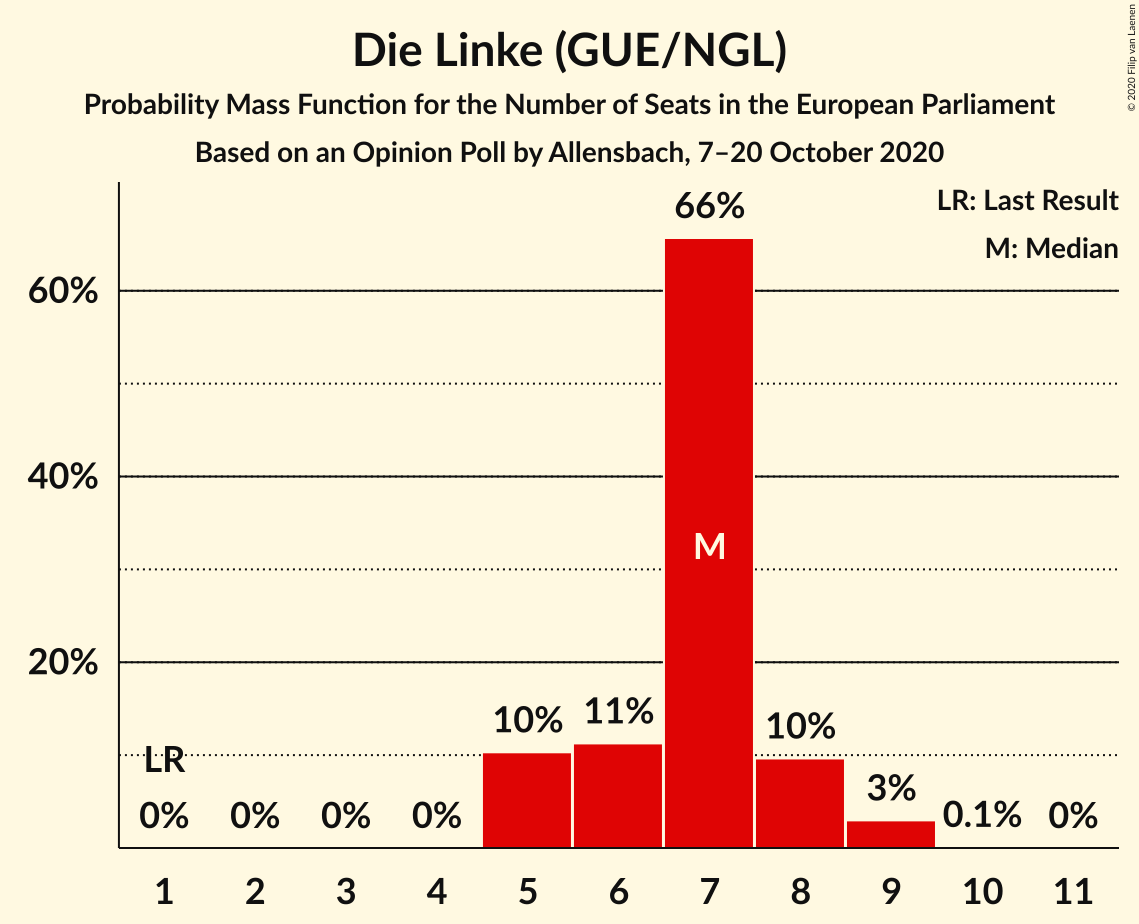 Die Linke (GUE/NGL)
Probability Mass Function for the Number of Seats in the European Parliament
Based on an Opinion Poll by Allensbach, 7–20 October 2020
© 2020 Filip van Laenen
LR: Last Result
M: Median
66%
60%
40%
M
20%
10%
11%
10%
LR
3%
0%
0%
0%
0%
0.1%
0%
1 2 3 4 5 6 7 8 9 10 11